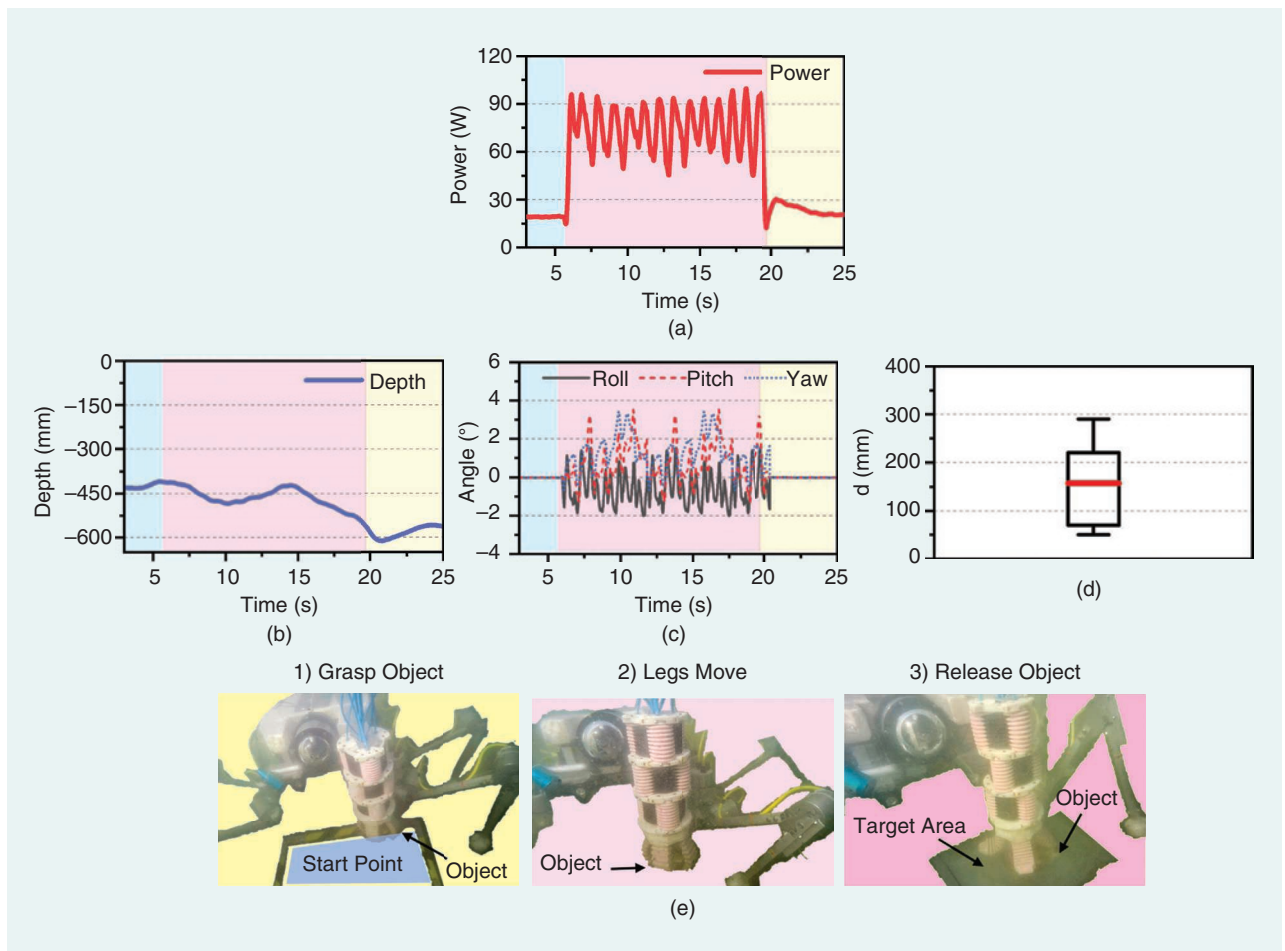 120
90
60
30
0
Power (W)
Power
5 10 15 20 25
Time (s)
(a)
0
–150
–300
–450
–600
Depth (mm)
Depth
5 10 15 20 25
Time (s)
(b)
6
4
2
0
–2
–4
Angle (°)
Roll Pitch Yaw
5 10 15 20 25
Time (s)
(c)
400
300
200
100
0
d (mm)
(d)
1) Grasp Object
2) Legs Move
3) Release Object
Start Point
Object
Object
Target Area
Object
(e)